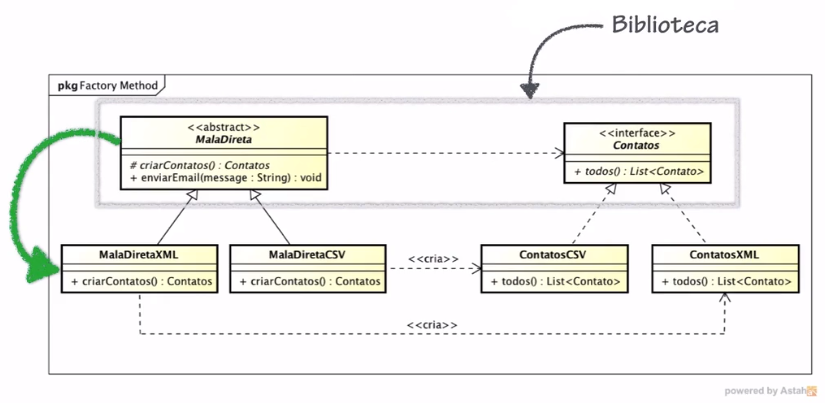 Biblioteca
pkg Factory Method
<<abstract>>
MalaDireta
# criarContatos() : Contatos
+ enviarEmail(message : String) : void
<<interface>>
Contatos
+ todos() : List<Contato>
MalaDiretaXML
+ criarContatos() : Contatos
MalaDiretaCSV
+ criarContatos() : Contatos
<<cria>>
ContatosCSV
+ todos() : List<Contato>
ContatosXML
+ todos() : List<Contato>
<<cria>>
powered by Astah